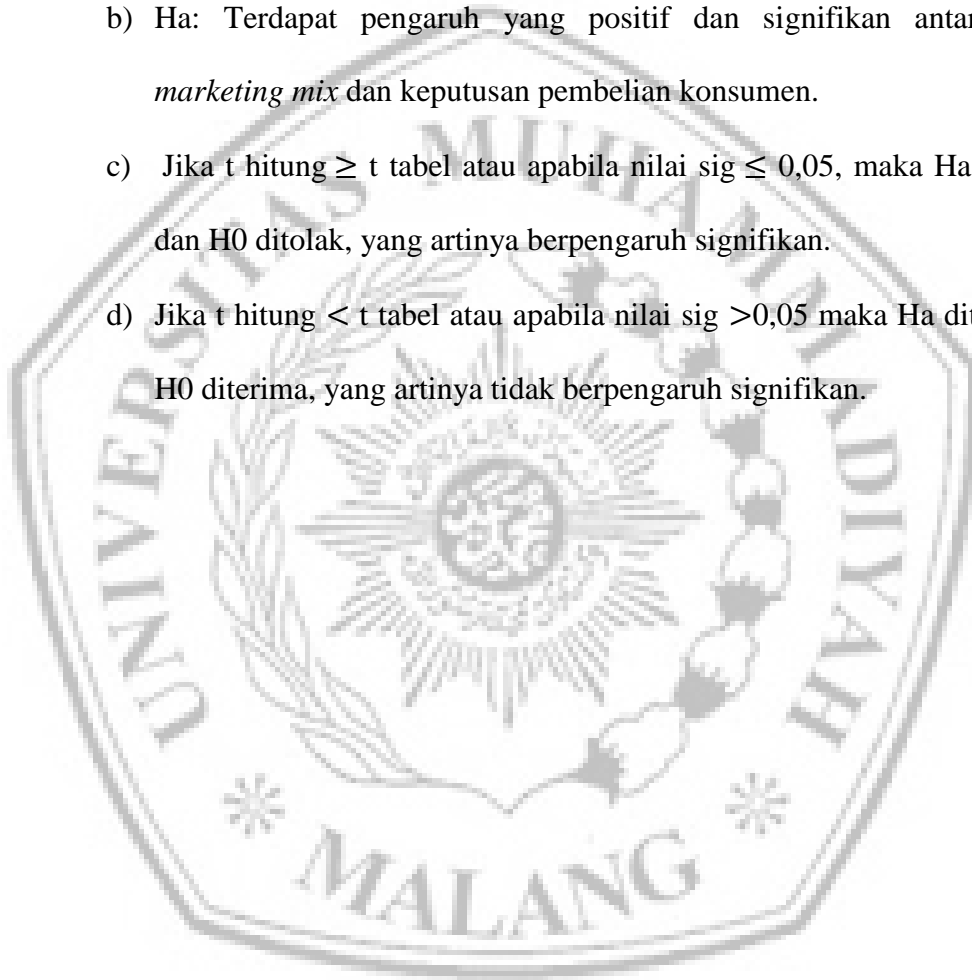 b) Ha: Terdapat pengaruh yang positif dan signifikan antar
marketing mix dan keputusan pembelian konsumen.
c) Jika t hitung ≥ t tabel atau apabila nilai sig ≤ 0,05, maka Ha
dan H0 ditolak, yang artinya berpengaruh signifikan.
d) Jika t hitung < t tabel atau apabila nilai sig >0,05 maka Ha dit
H0 diterima, yang artinya tidak berpengaruh signifikan.
UNIVERSITAS MUHAMMADIYAH
MALANG